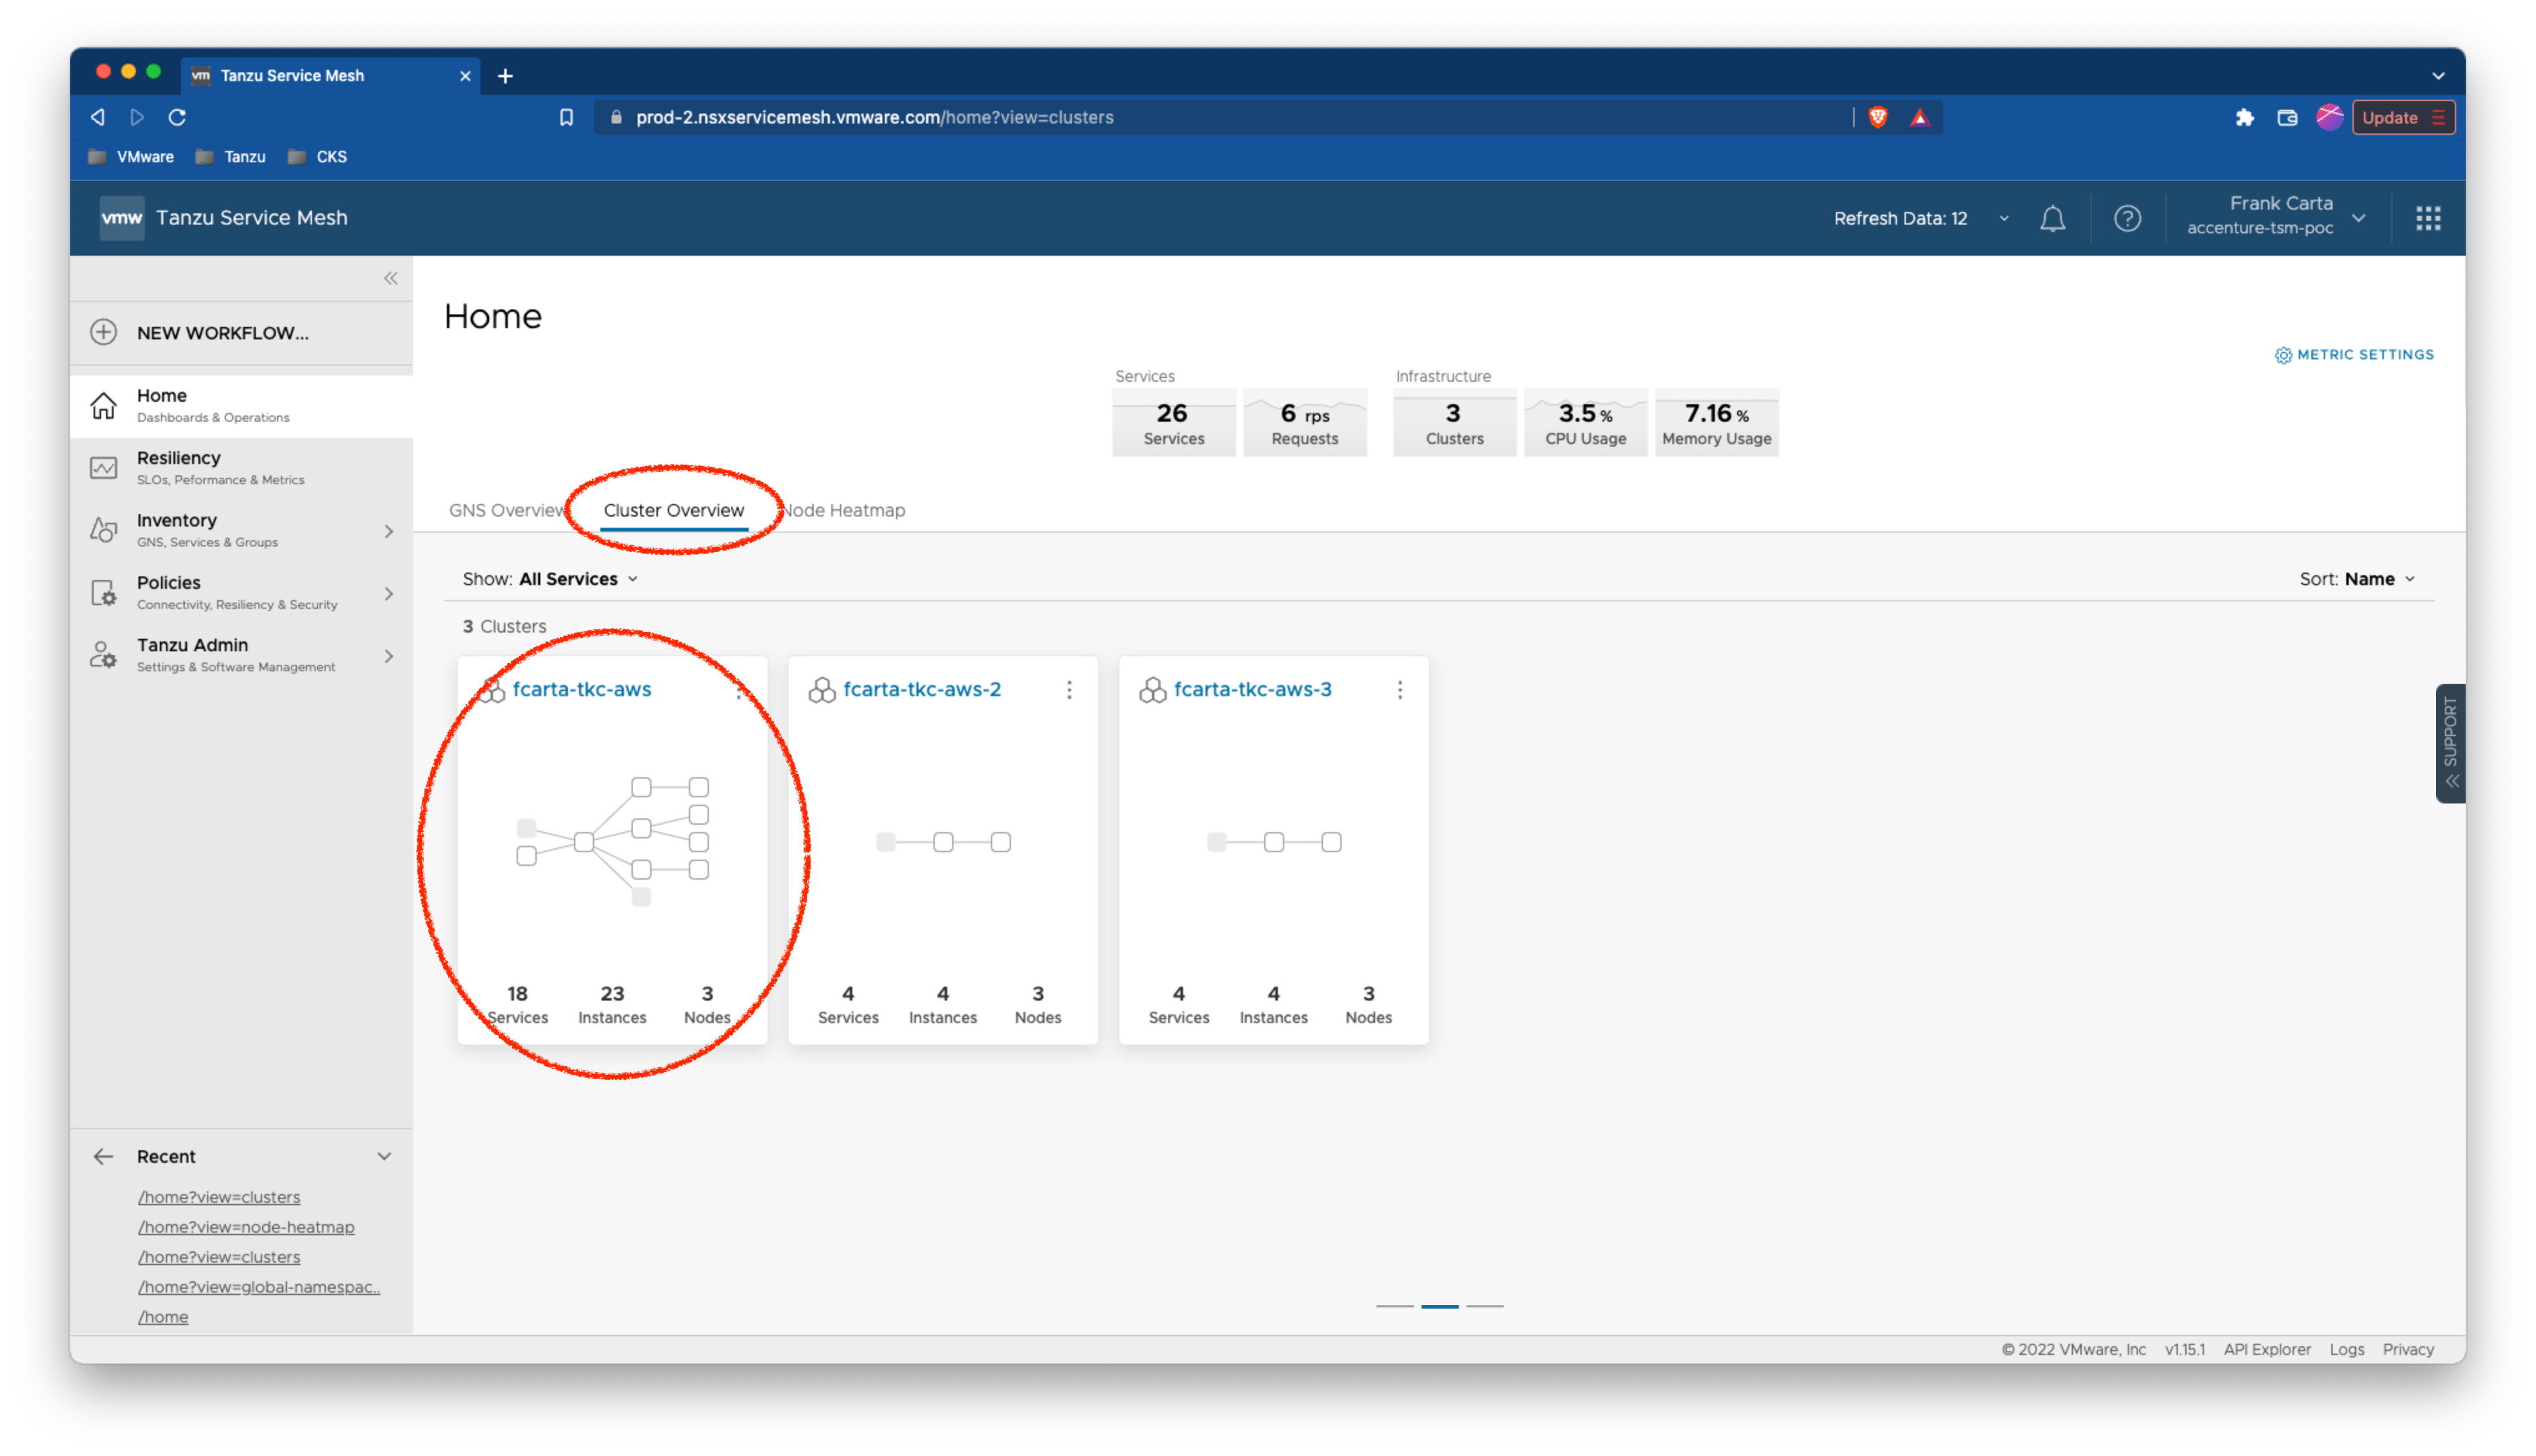 vm Tanzu Service Mesh
prod-2.nsxservicemesh.vmware.com/home?view=clusters
Update
VMware Tanzu CKS
vmw Tanzu Service Mesh
Refresh Data: 12
Frank Carta
accenture-tsm-poc
NEW WORKFLOW...
Home
Dashboards & Operations
Resiliency
SLOs, Peformance & Metrics
Inventory
GNS, Services & Groups
Policies
Connectivity, Resiliency & Security
Tanzu Admin
Settings & Software Management
Recent
/home?view=clusters
/home?view=node-heatmap
/home?view=clusters
/home?view=global-namespac..
/home
Home
METRIC SETTINGS
Services
26
Services
6 rps
Requests
Infrastructure
3
Clusters
3.5 %
CPU Usage
7.16 %
Memory Usage
GNS Overview Cluster Overview Node Heatmap
Show: All Services
Sort: Name
3 Clusters
fcarta-tkc-aws
18 23 3
Services Instances Nodes
fcarta-tkc-aws-2
4 4 3
Services Instances Nodes
fcarta-tkc-aws-3
4 4 3
Services Instances Nodes
SUPPORT
© 2022 VMware, Inc v1.15.1 API Explorer Logs Privacy